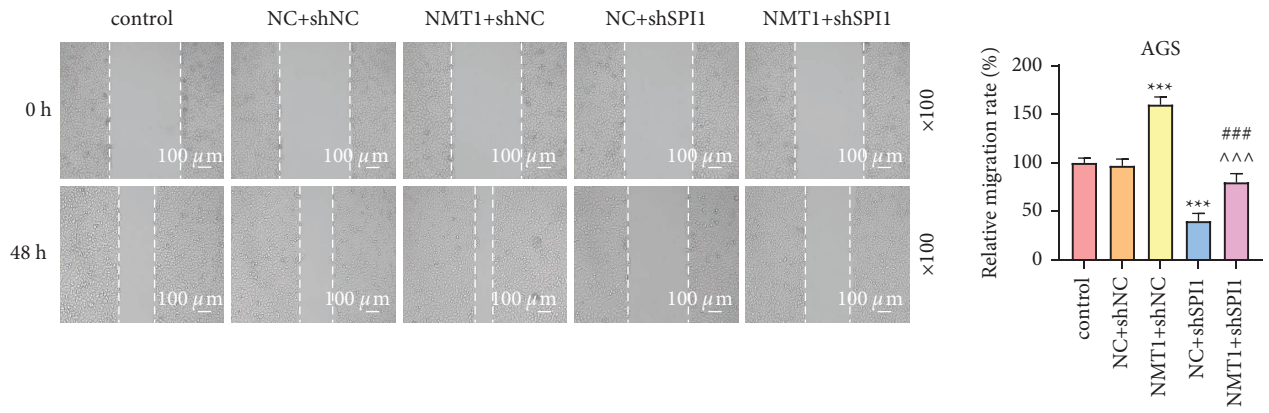 control NC+shNC NMT1+shNC NC+shSPI1 NMT1+shSPI1
0 h
100 µm 100 µm 100 µm 100 µm 100 µm
×100
48 h
100 µm 100 µm 100 µm 100 µm 100 µm
×100
AGS
Relative migration rate (%)
200
150
100
50
0
***
***
###
^^^
control
NC+shNC
NMT1+shNC
NC+shSPI1
NMT1+shSPI1